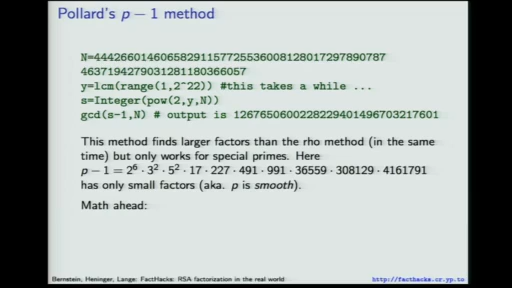 Pollard's p − 1 method
N=44426601460658291157725536008128017297890787
4637194279031281180366057
y=lcm(range(1,2^22)) #this takes a while ...
s=Integer(pow(2,y,N))
gcd(s-1,N) # output is 1267650600228229401496703217601
This method finds larger factors than the rho method (in the same
time) but only works for special primes. Here
p − 1 = 2^6 · 3^2 · 5^2 · 17 · 227 · 491 · 991 · 36559 · 308129 · 4161791
has only small factors (aka. p is smooth).
Math ahead:
Bernstein, Heninger, Lange: FactHacks: RSA factorization in the real world
http://facthacks.cr.yp.to